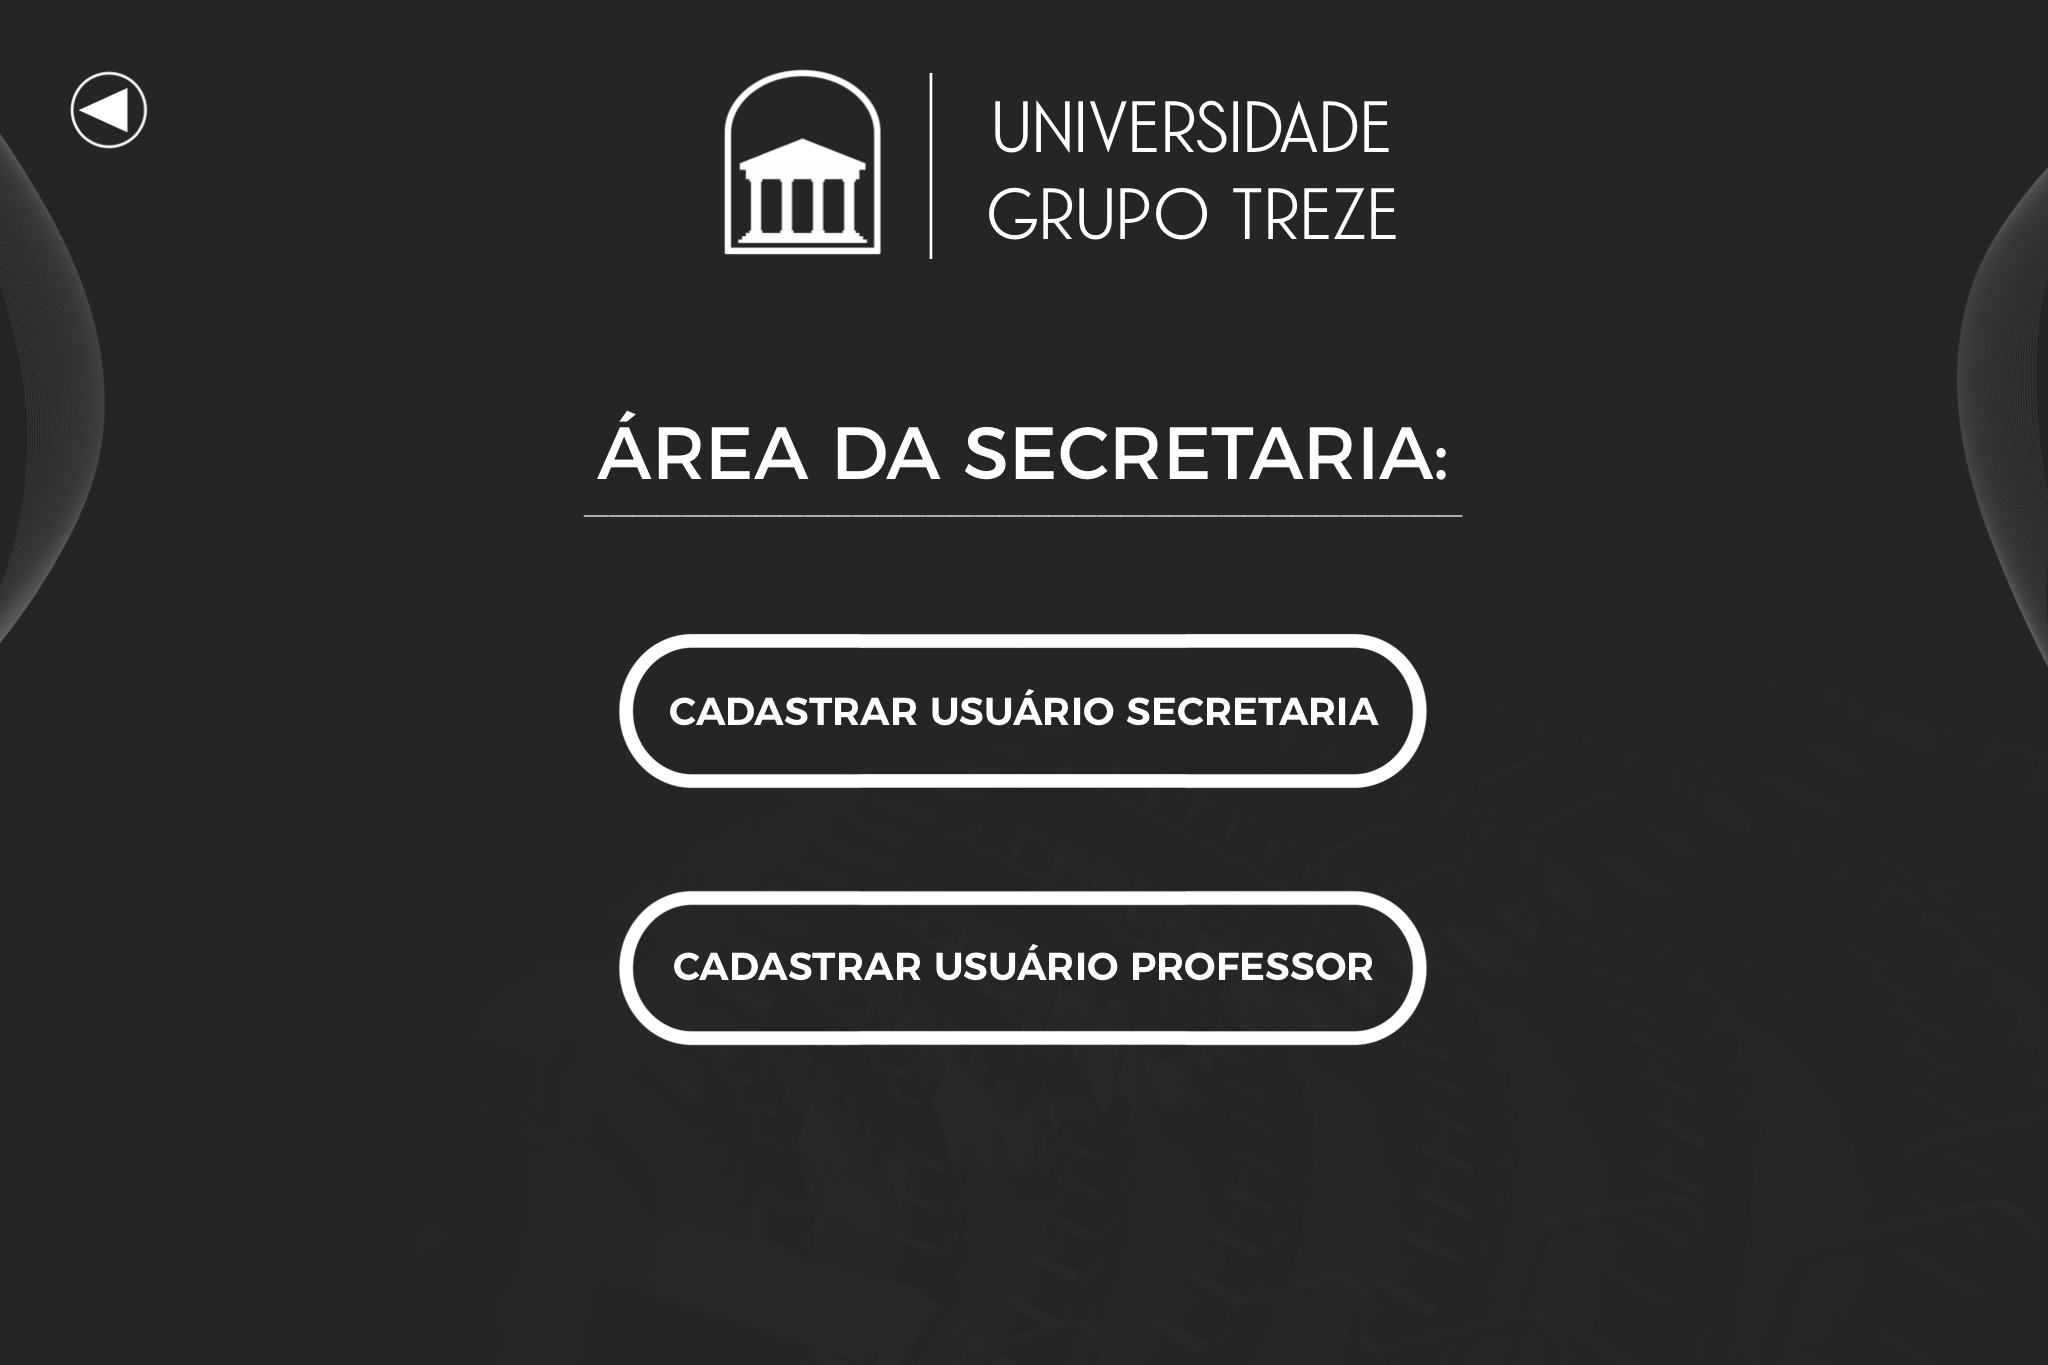 UNIVERSIDADE
GRUPO TREZE
ÁREA DA SECRETARIA:
CADASTRAR USUÁRIO SECRETARIA
CADASTRAR USUÁRIO PROFESSOR